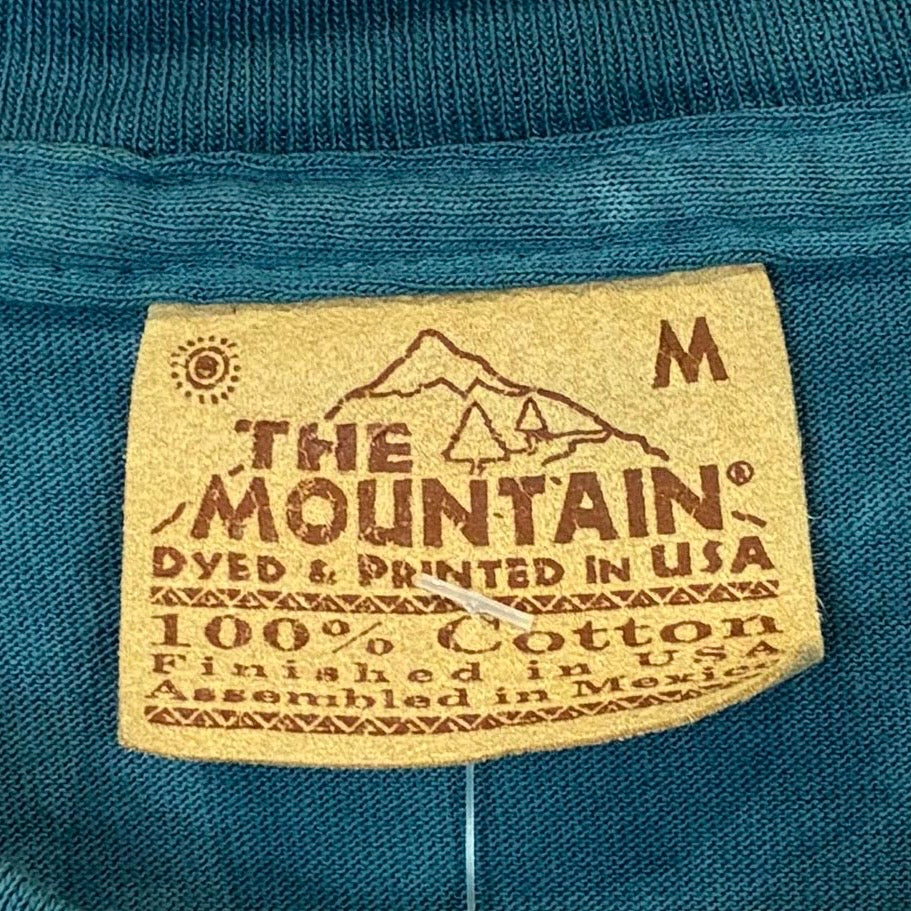 M
THE
MOUNTAIN®
DYED & PRINTED IN USA
100% Cotton
Finished in USA
Assembled in Mexico